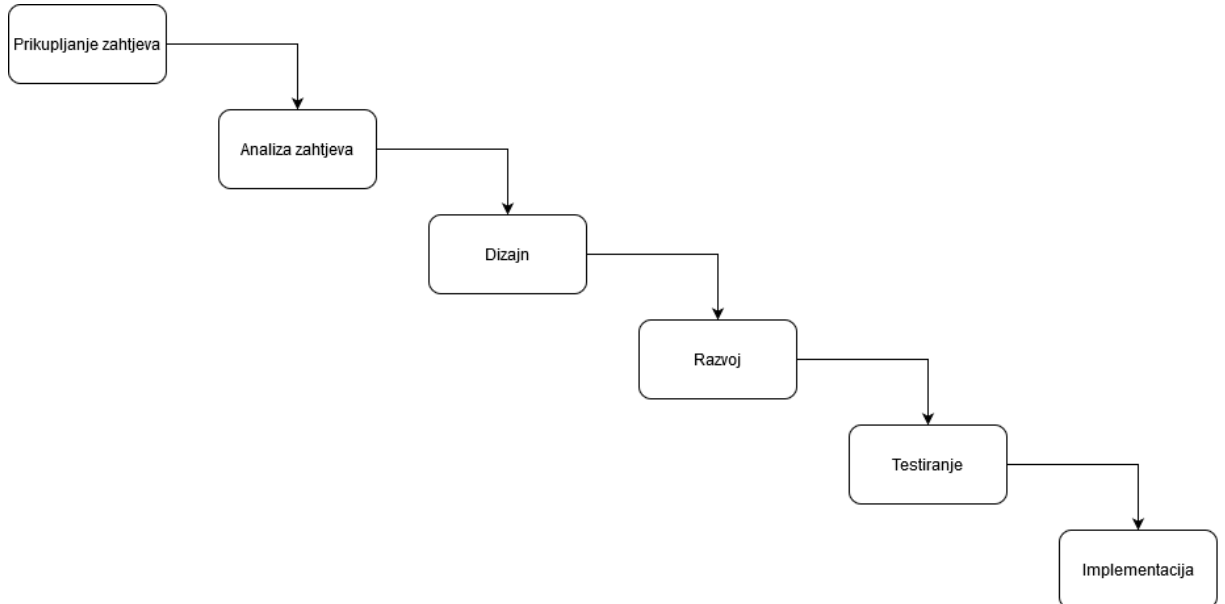 Prikupljanje zahtjeva
Analiza zahtjeva
Dizajn
Razvoj
Testiranje
Implementacija